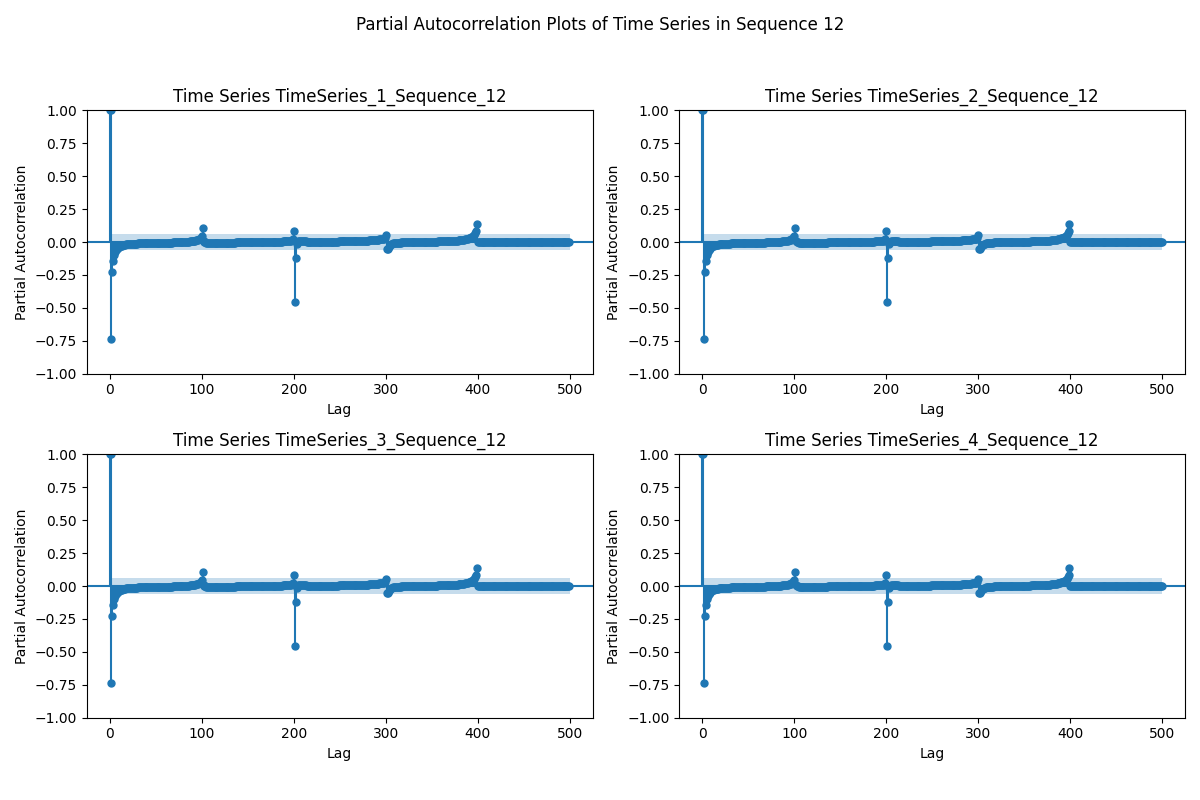 Partial Autocorrelation Plots of Time Series in Sequence 12
Time Series TimeSeries_1_Sequence_12
1.00
0.75
0.50
0.25
0.00
−0.25
−0.50
−0.75
−1.00
Partial Autocorrelation
0 100 200 300 400 500
Lag
Time Series TimeSeries_2_Sequence_12
1.00
0.75
0.50
0.25
0.00
−0.25
−0.50
−0.75
−1.00
Partial Autocorrelation
0 100 200 300 400 500
Lag
Time Series TimeSeries_3_Sequence_12
1.00
0.75
0.50
0.25
0.00
−0.25
−0.50
−0.75
−1.00
Partial Autocorrelation
0 100 200 300 400 500
Lag
Time Series TimeSeries_4_Sequence_12
1.00
0.75
0.50
0.25
0.00
−0.25
−0.50
−0.75
−1.00
Partial Autocorrelation
0 100 200 300 400 500
Lag